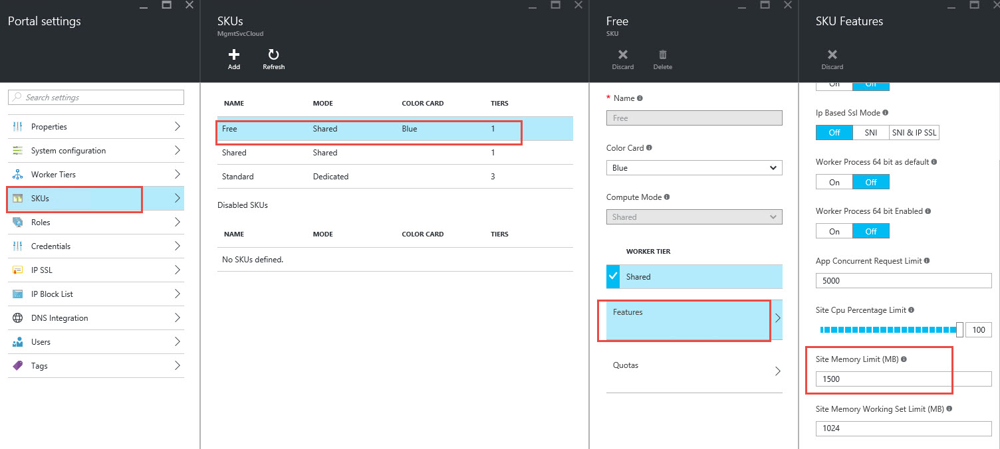 Portal settings
Search settings
Properties
System configuration
Worker Tiers
SKUs
Roles
Credentials
IP SSL
IP Block List
DNS Integration
Users
Tags
SKUs
MgmtSvcCloud
Add Refresh
NAME MODE COLOR CARD TIERS
Free Shared Blue 1
Shared Shared 1
Standard Dedicated 3
Disabled SKUs
NAME MODE COLOR CARD TIERS
No SKUs defined.
Free
SKU
Discard Delete
* Name
Free
Color Card
Blue
Compute Mode
Shared
WORKER TIER
Shared
Features
Quotas
SKU Features
Discard
On Off
Ip Based Ssl Mode
Off SNI SNI & IP SSL
Worker Process 64 bit as default
On Off
Worker Process 64 bit Enabled
On Off
App Concurrent Request Limit
5000
Site Cpu Percentage Limit
100
Site Memory Limit (MB)
1500
Site Memory Working Set Limit (MB)
1024